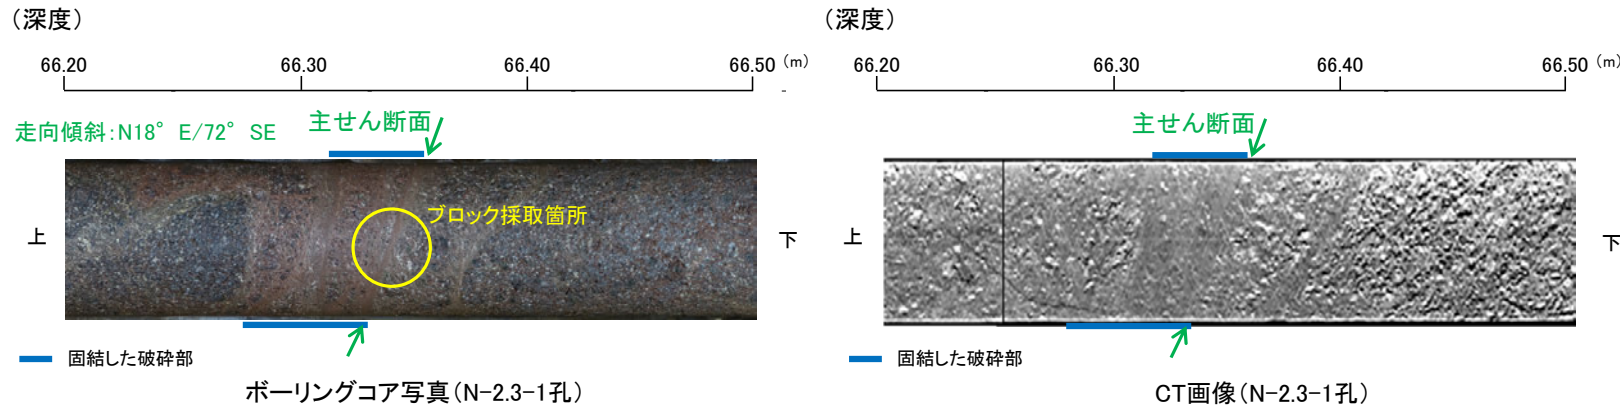 (深度)
66.20 66.30 66.40 66.50 (m)
走向傾斜:N18°E/72°SE
主せん断面
上
ブロック採取箇所
下
固結した破砕部
ボーリングコア写真(N-2.3-1孔)
(深度)
66.20 66.30 66.40 66.50 (m)
主せん断面
上
下
固結した破砕部
CT画像(N-2.3-1孔)